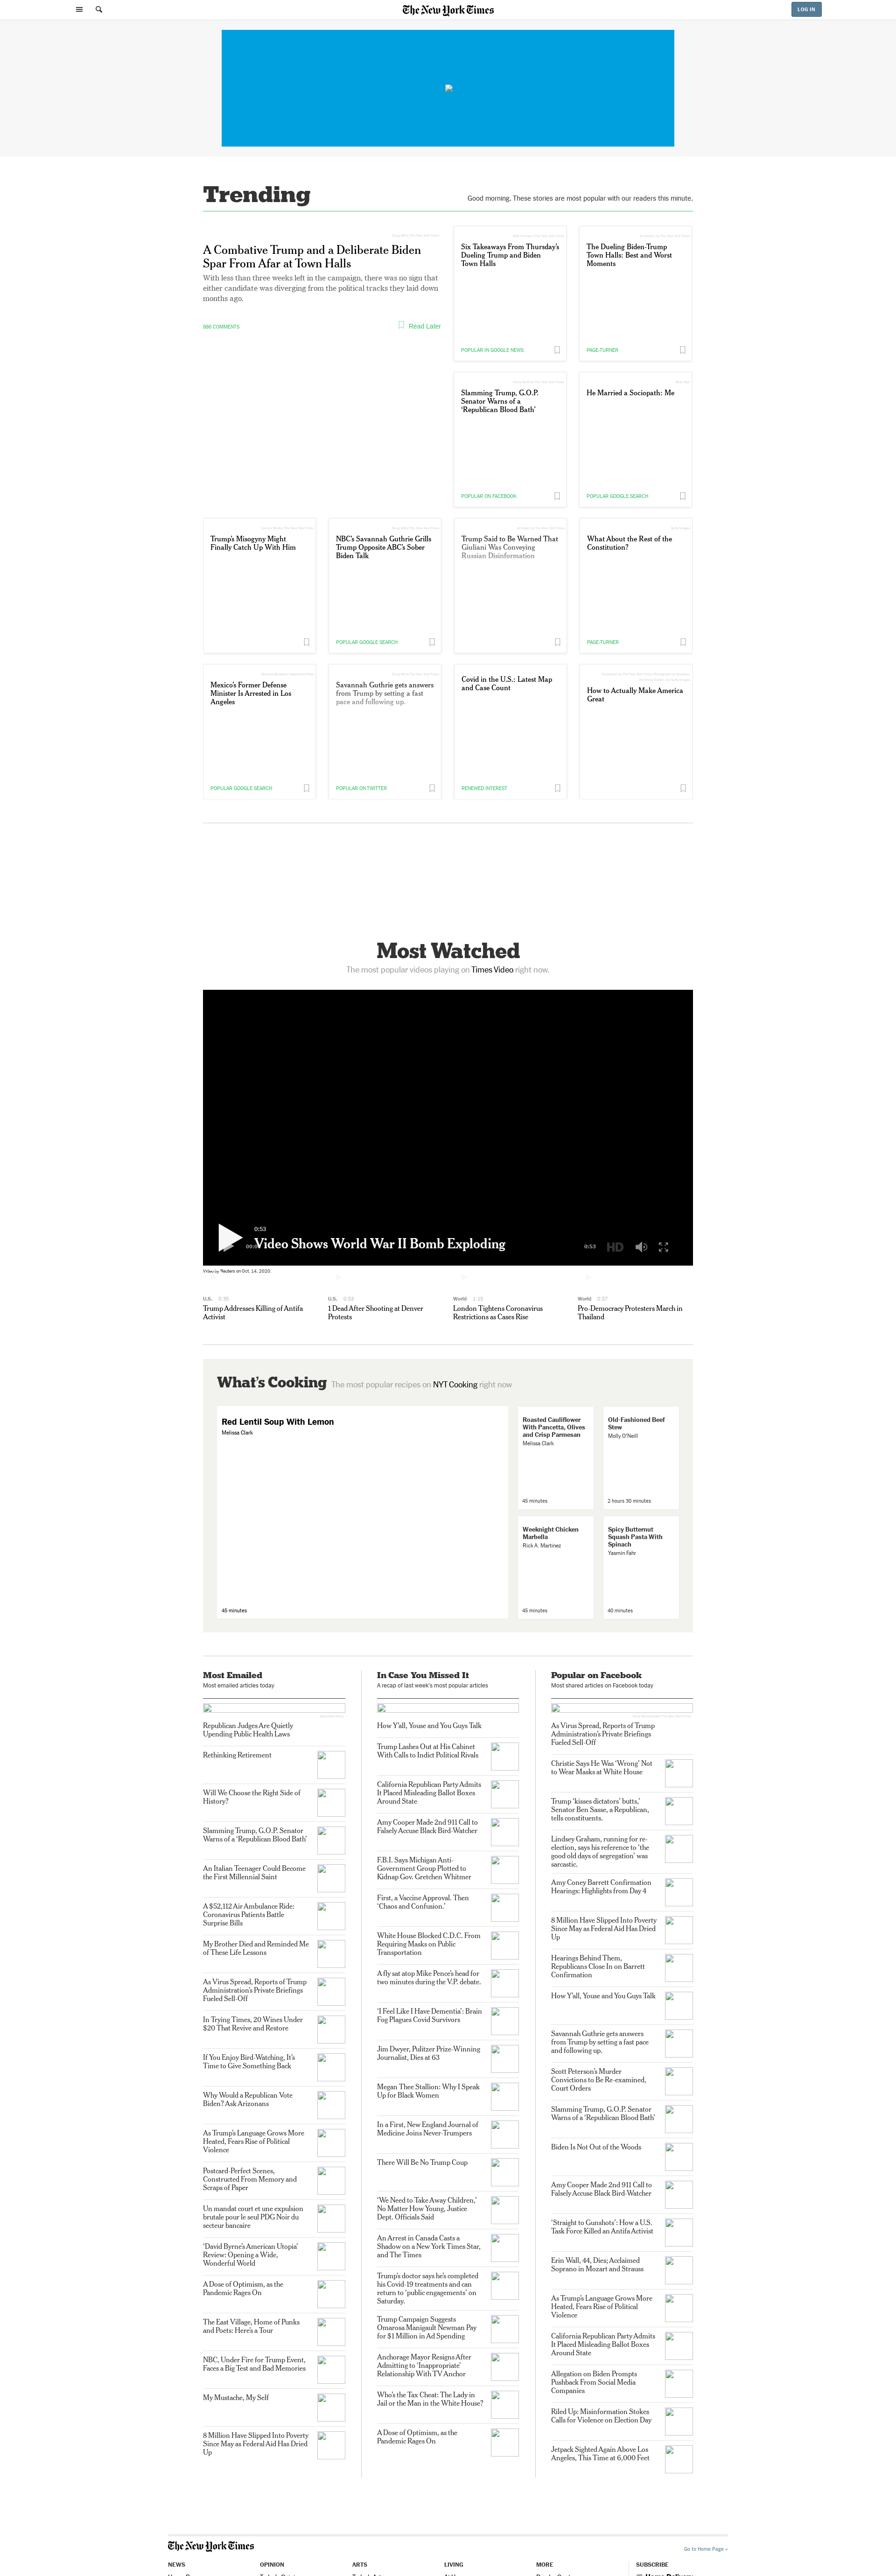 The New York Times
LOG IN
Trending
Good morning. These stories are most popular with our readers this minute.
A Combative Trump and a Deliberate Biden
Spar From Afar at Town Halls
With less than three weeks left in the campaign, there was no sign that
either candidate was diverging from the political tracks they laid down
months ago.
886 COMMENTS
Read Later
Six Takeaways From Thursday's
Dueling Trump and Biden
Town Halls
POPULAR IN GOOGLE NEWS
The Dueling Biden-Trump
Town Halls: Best and Worst
Moments
PAGE-TURNER
Slamming Trump, G.O.P.
Senator Warns of a
‘Republican Blood Bath’
POPULAR ON FACEBOOK
He Married a Sociopath: Me
POPULAR GOOGLE SEARCH
Trump's Misogyny Might
Finally Catch Up With Him
NBC's Savannah Guthrie Grills
Trump Opposite ABC's Sober
Biden Talk
POPULAR GOOGLE SEARCH
Trump Said to Be Warned That
Giuliani Was Conveying
Russian Disinformation
What About the Rest of the
Constitution?
PAGE-TURNER
Mexico's Former Defense
Minister Is Arrested in Los
Angeles
POPULAR GOOGLE SEARCH
Savannah Guthrie gets answers
from Trump by setting a fast
pace and following up.
POPULAR ON TWITTER
Covid in the U.S.: Latest Map
and Case Count
RENEWED INTEREST
How to Actually Make America
Great
Most Watched
The most popular videos playing on Times Video right now.
0:53
Video Shows World War II Bomb Exploding
0:53
HD
Reuters on Oct. 14, 2020.
U.S. 0:35
Trump Addresses Killing of Antifa
Activist
U.S. 0:53
1 Dead After Shooting at Denver
Protests
World 1:15
London Tightens Coronavirus
Restrictions as Cases Rise
World 0:57
Pro-Democracy Protesters March in
Thailand
What's Cooking The most popular recipes on NYT Cooking right now
Red Lentil Soup With Lemon
Melissa Clark
45 minutes
Roasted Cauliflower
With Pancetta, Olives
and Crisp Parmesan
Melissa Clark
45 minutes
Old-Fashioned Beef
Stew
Molly O'Neill
2 hours 30 minutes
Weeknight Chicken
Marbella
Rick A. Martinez
45 minutes
Spicy Butternut
Squash Pasta With
Spinach
Yasmin Fahr
40 minutes
Most Emailed
Most emailed articles today
Republican Judges Are Quietly
Upending Public Health Laws
Rethinking Retirement
Will We Choose the Right Side of
History?
Slamming Trump, G.O.P. Senator
Warns of a ‘Republican Blood Bath’
An Italian Teenager Could Become
the First Millennial Saint
A $52,112 Air Ambulance Ride:
Coronavirus Patients Battle
Surprise Bills
My Brother Died and Reminded Me
of These Life Lessons
As Virus Spread, Reports of Trump
Administration's Private Briefings
Fueled Sell-Off
In Trying Times, 20 Wines Under
$20 That Revive and Restore
If You Enjoy Bird-Watching, It's
Time to Give Something Back
Why Would a Republican Vote
Biden? Ask Arizonans
As Trump's Language Grows More
Heated, Fears Rise of Political
Violence
Postcard-Perfect Scenes,
Constructed From Memory and
Scraps of Paper
Un mandat court et une expulsion
brutale pour le seul PDG Noir du
secteur bancaire
‘David Byrne's American Utopia’
Review: Opening a Wide,
Wonderful World
A Dose of Optimism, as the
Pandemic Rages On
The East Village, Home of Punks
and Poets: Here's a Tour
NBC, Under Fire for Trump Event,
Faces a Big Test and Bad Memories
My Mustache, My Self
8 Million Have Slipped Into Poverty
Since May as Federal Aid Has Dried
Up
In Case You Missed It
A recap of last week's most popular articles
How Y'all, Youse and You Guys Talk
Trump Lashes Out at His Cabinet
With Calls to Indict Political Rivals
California Republican Party Admits
It Placed Misleading Ballot Boxes
Around State
Amy Cooper Made 2nd 911 Call to
Falsely Accuse Black Bird-Watcher
F.B.I. Says Michigan Anti-
Government Group Plotted to
Kidnap Gov. Gretchen Whitmer
First, a Vaccine Approval. Then
‘Chaos and Confusion.’
White House Blocked C.D.C. From
Requiring Masks on Public
Transportation
A fly sat atop Mike Pence's head for
two minutes during the V.P. debate.
‘I Feel Like I Have Dementia’: Brain
Fog Plagues Covid Survivors
Jim Dwyer, Pulitzer Prize-Winning
Journalist, Dies at 63
Megan Thee Stallion: Why I Speak
Up for Black Women
In a First, New England Journal of
Medicine Joins Never-Trumpers
There Will Be No Trump Coup
‘We Need to Take Away Children,’
No Matter How Young, Justice
Dept. Officials Said
An Arrest in Canada Casts a
Shadow on a New York Times Star,
and The Times
Trump's doctor says he's completed
his Covid-19 treatments and can
return to ‘public engagements’ on
Saturday.
Trump Campaign Suggests
Omarosa Manigault Newman Pay
for $1 Million in Ad Spending
Anchorage Mayor Resigns After
Admitting to ‘Inappropriate’
Relationship With TV Anchor
Who's the Tax Cheat: The Lady in
Jail or the Man in the White House?
A Dose of Optimism, as the
Pandemic Rages On
Popular on Facebook
Most shared articles on Facebook today
As Virus Spread, Reports of Trump
Administration's Private Briefings
Fueled Sell-Off
Christie Says He Was ‘Wrong’ Not
to Wear Masks at White House
Trump ‘kisses dictators’ butts,’
Senator Ben Sasse, a Republican,
tells constituents.
Lindsey Graham, running for re-
election, says his reference to ‘the
good old days of segregation’ was
sarcastic.
Amy Coney Barrett Confirmation
Hearings: Highlights from Day 4
8 Million Have Slipped Into Poverty
Since May as Federal Aid Has Dried
Up
Hearings Behind Them,
Republicans Close In on Barrett
Confirmation
How Y'all, Youse and You Guys Talk
Savannah Guthrie gets answers
from Trump by setting a fast pace
and following up.
Scott Peterson's Murder
Convictions to Be Re-examined,
Court Orders
Slamming Trump, G.O.P. Senator
Warns of a ‘Republican Blood Bath’
Biden Is Not Out of the Woods
Amy Cooper Made 2nd 911 Call to
Falsely Accuse Black Bird-Watcher
‘Straight to Gunshots’: How a U.S.
Task Force Killed an Antifa Activist
Erin Wall, 44, Dies; Acclaimed
Soprano in Mozart and Strauss
As Trump's Language Grows More
Heated, Fears Rise of Political
Violence
California Republican Party Admits
It Placed Misleading Ballot Boxes
Around State
Allegation on Biden Prompts
Pushback From Social Media
Companies
Riled Up: Misinformation Stokes
Calls for Violence on Election Day
Jetpack Sighted Again Above Los
Angeles, This Time at 6,000 Feet
The New York Times
Go to Home Page »
NEWS
OPINION
ARTS
LIVING
MORE
SUBSCRIBE